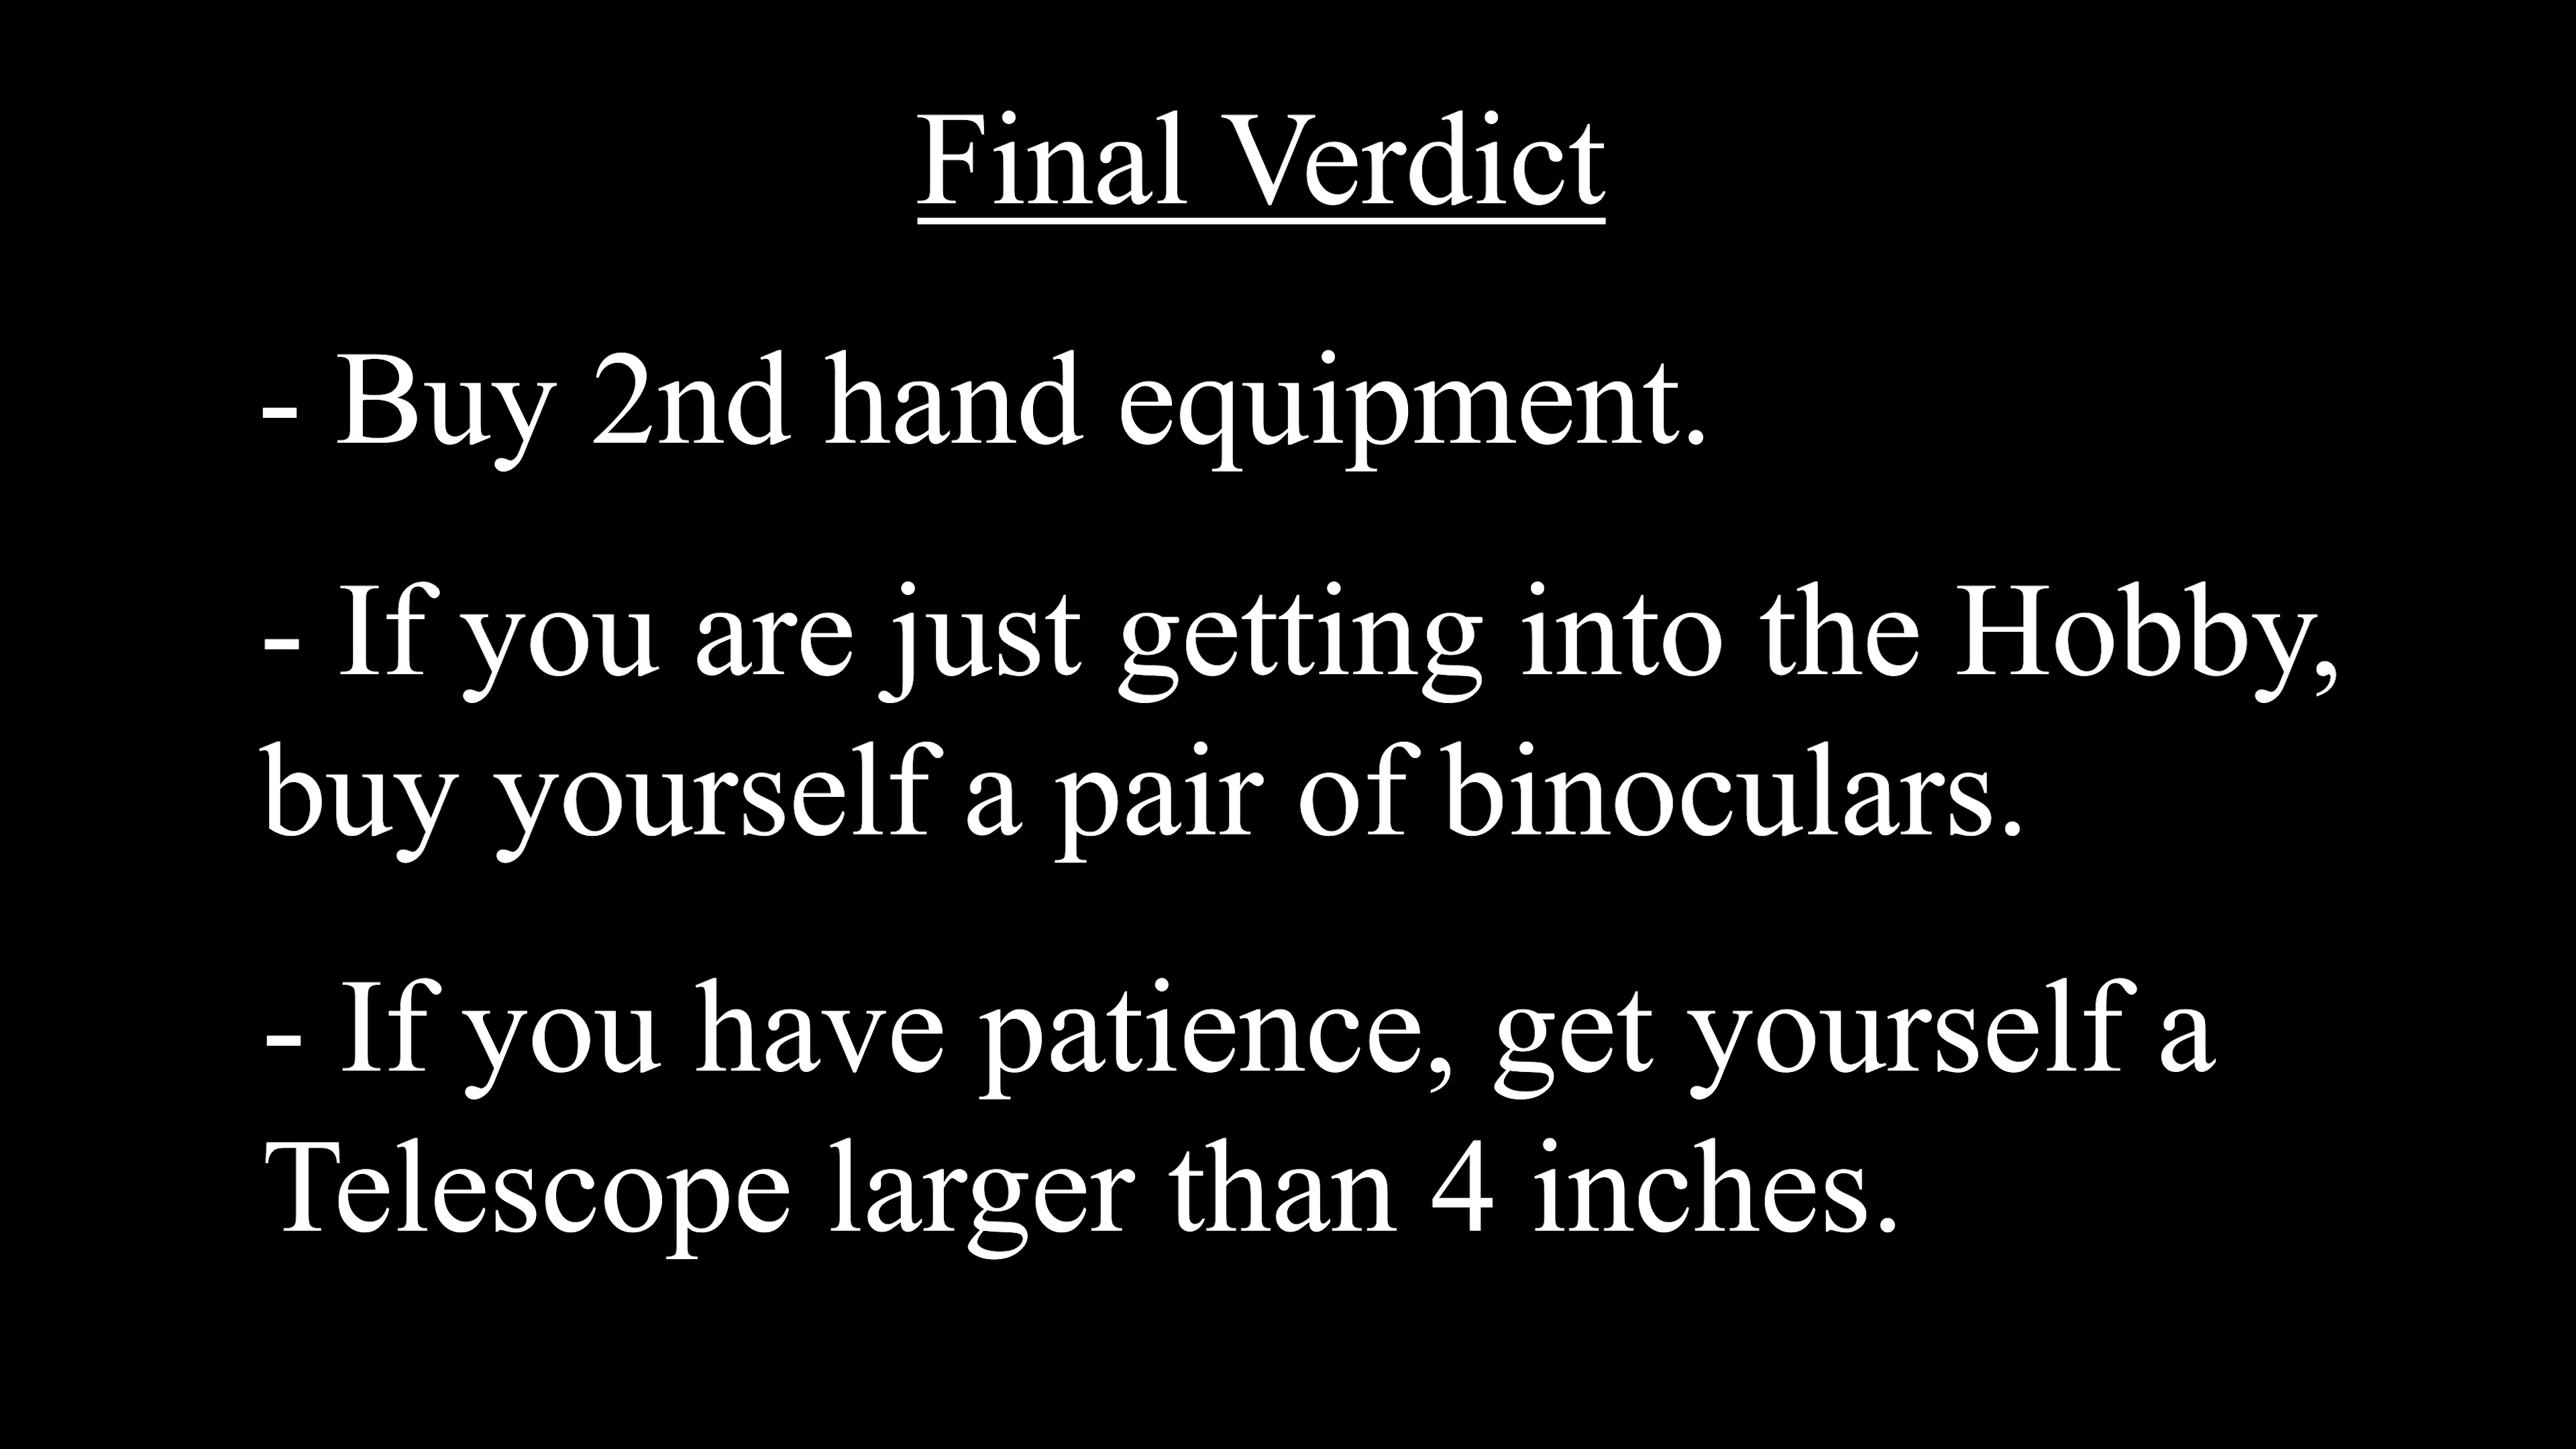 Final Verdict
- Buy 2nd hand equipment.
- If you are just getting into the Hobby,
buy yourself a pair of binoculars.
- If you have patience, get yourself a
Telescope larger than 4 inches.